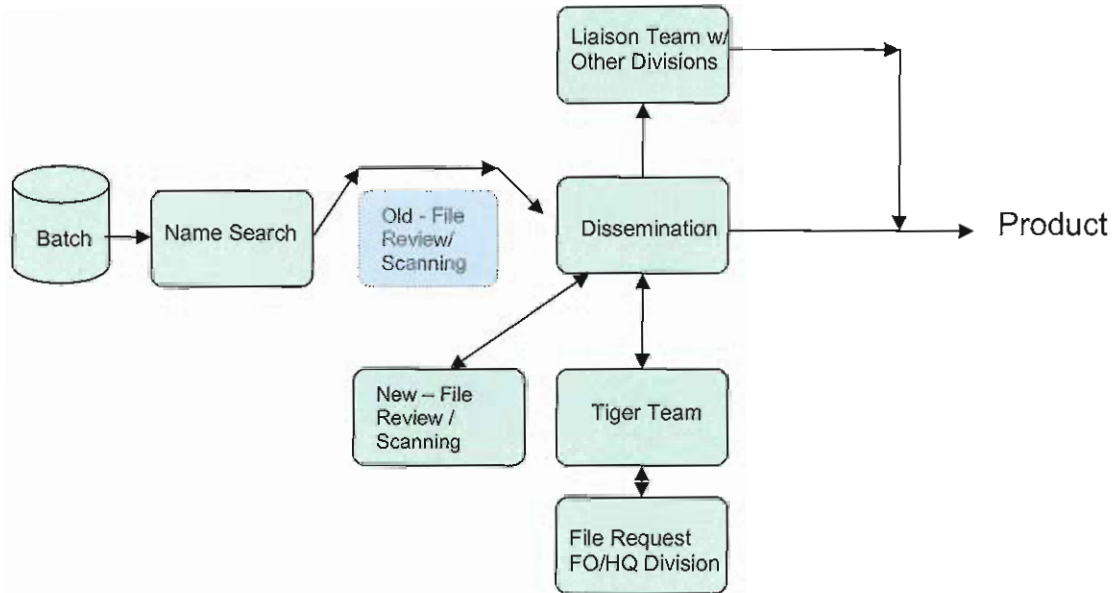 Liaison Team w/
Other Divisions
Batch
Name Search
Old - File
Review/
Scanning
Dissemination
Product
New – File
Review /
Scanning
Tiger Team
File Request
FO/HQ Division